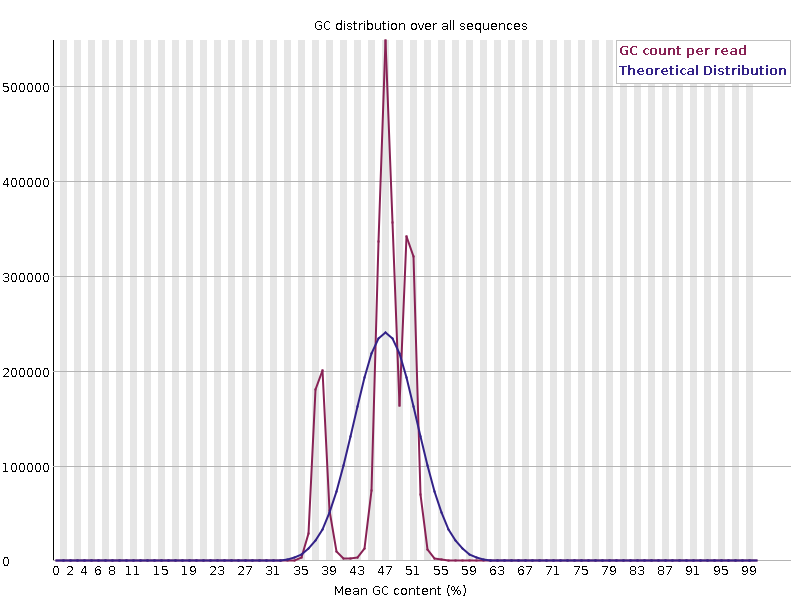 GC distribution over all sequences
GC count per read
Theoretical Distribution
500000
400000
300000
200000
100000
0
0 2 4 6 8 11 15 19 23 27 31 35 39 43 47 51 55 59 63 67 71 75 79 83 87 91 95 99
Mean GC content (%)